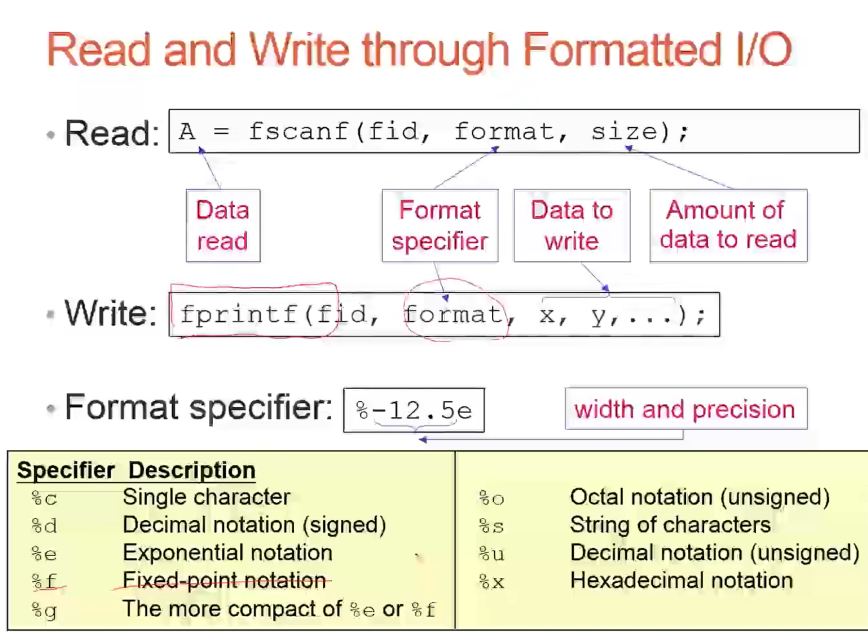 Read and Write through Formatted I/O
• Read: A = fscanf(fid, format, size);
Data read
Format specifier
Data to write
Amount of data to read
• Write: fprintf(fid, format, x, y,...);
• Format specifier: %-12.5e
width and precision
Specifier Description
%c Single character
%d Decimal notation (signed)
%e Exponential notation
%f Fixed-point notation
%g The more compact of %e or %f
%o Octal notation (unsigned)
%s String of characters
%u Decimal notation (unsigned)
%x Hexadecimal notation